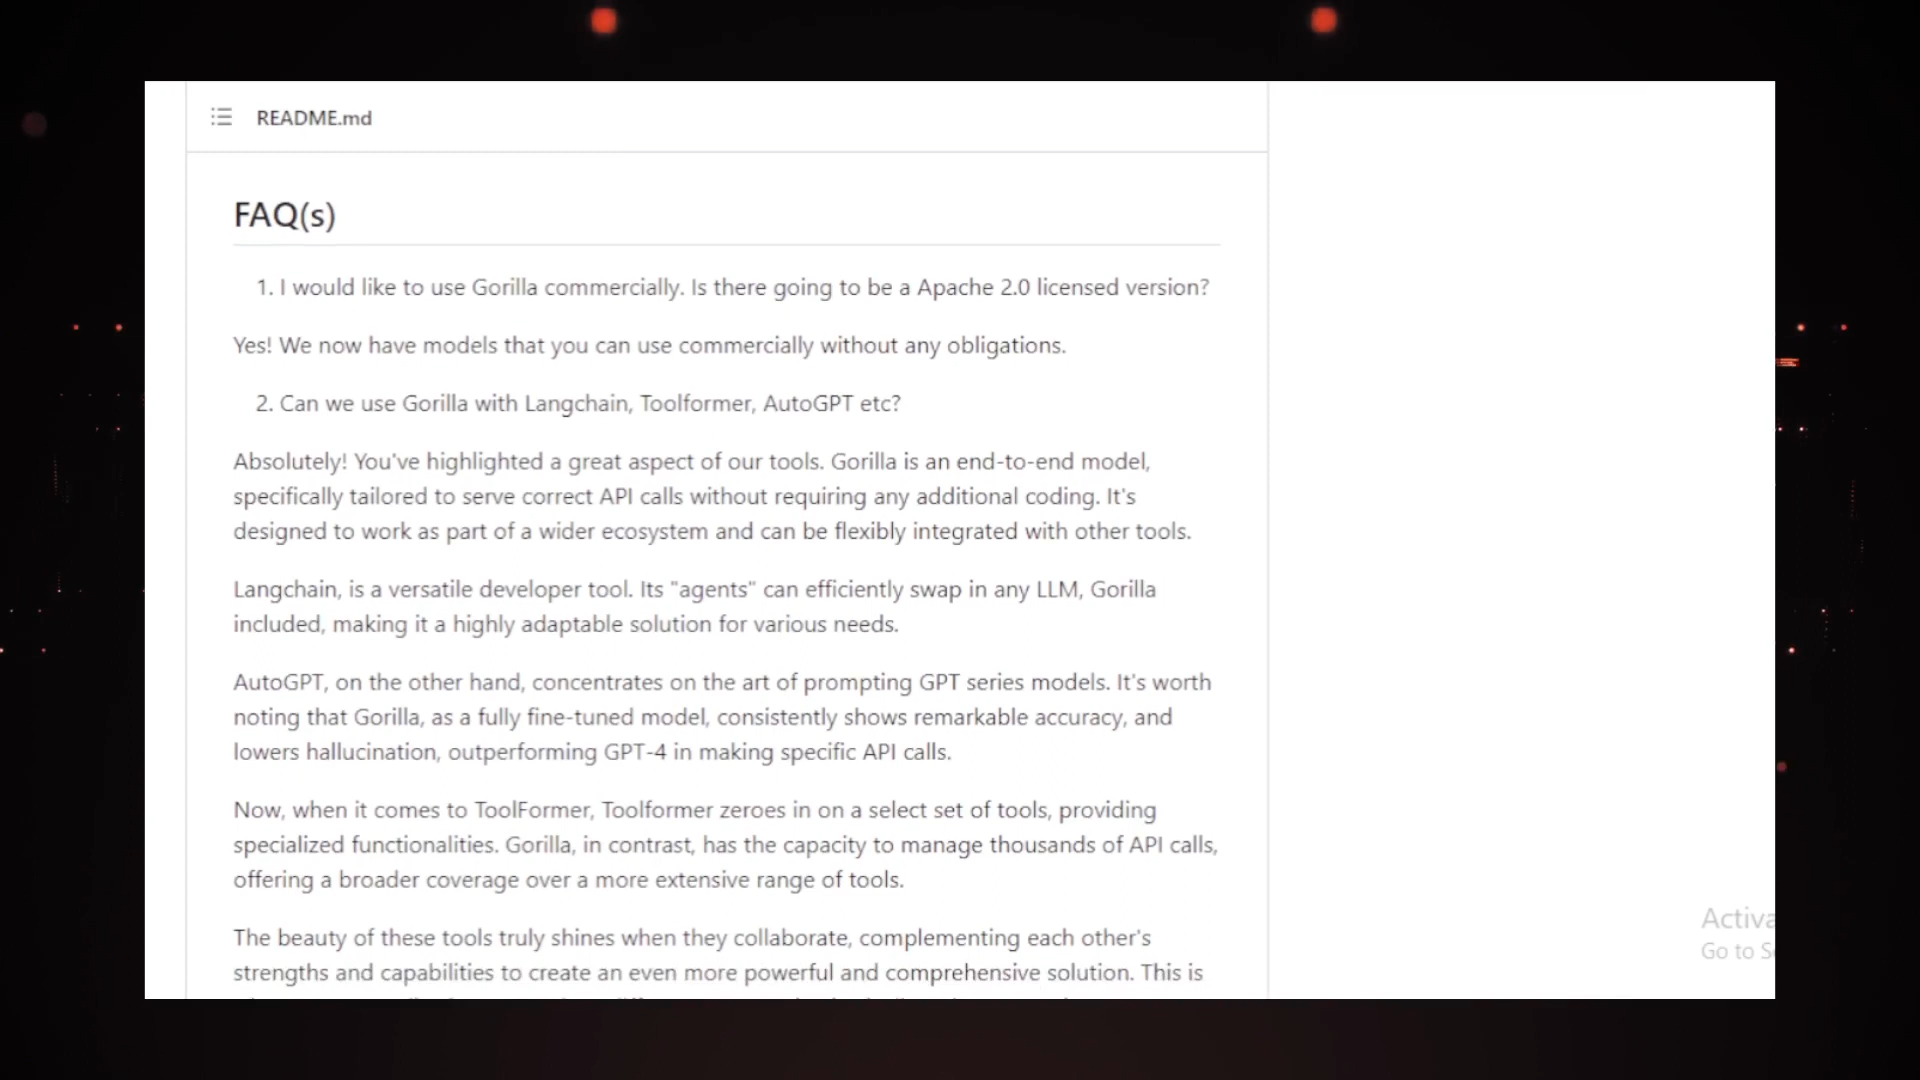 README.md
FAQ(s)
1. I would like to use Gorilla commercially. Is there going to be a Apache 2.0 licensed version?
Yes! We now have models that you can use commercially without any obligations.
2. Can we use Gorilla with Langchain, Toolformer, AutoGPT etc?
Absolutely! You've highlighted a great aspect of our tools. Gorilla is an end-to-end model,
specifically tailored to serve correct API calls without requiring any additional coding. It's
designed to work as part of a wider ecosystem and can be flexibly integrated with other tools.
Langchain, is a versatile developer tool. Its "agents" can efficiently swap in any LLM, Gorilla
included, making it a highly adaptable solution for various needs.
AutoGPT, on the other hand, concentrates on the art of prompting GPT series models. It's worth
noting that Gorilla, as a fully fine-tuned model, consistently shows remarkable accuracy, and
lowers hallucination, outperforming GPT-4 in making specific API calls.
Now, when it comes to ToolFormer, Toolformer zeroes in on a select set of tools, providing
specialized functionalities. Gorilla, in contrast, has the capacity to manage thousands of API calls,
offering a broader coverage over a more extensive range of tools.
The beauty of these tools truly shines when they collaborate, complementing each other's
strengths and capabilities to create an even more powerful and comprehensive solution. This is
Activa
Go to S